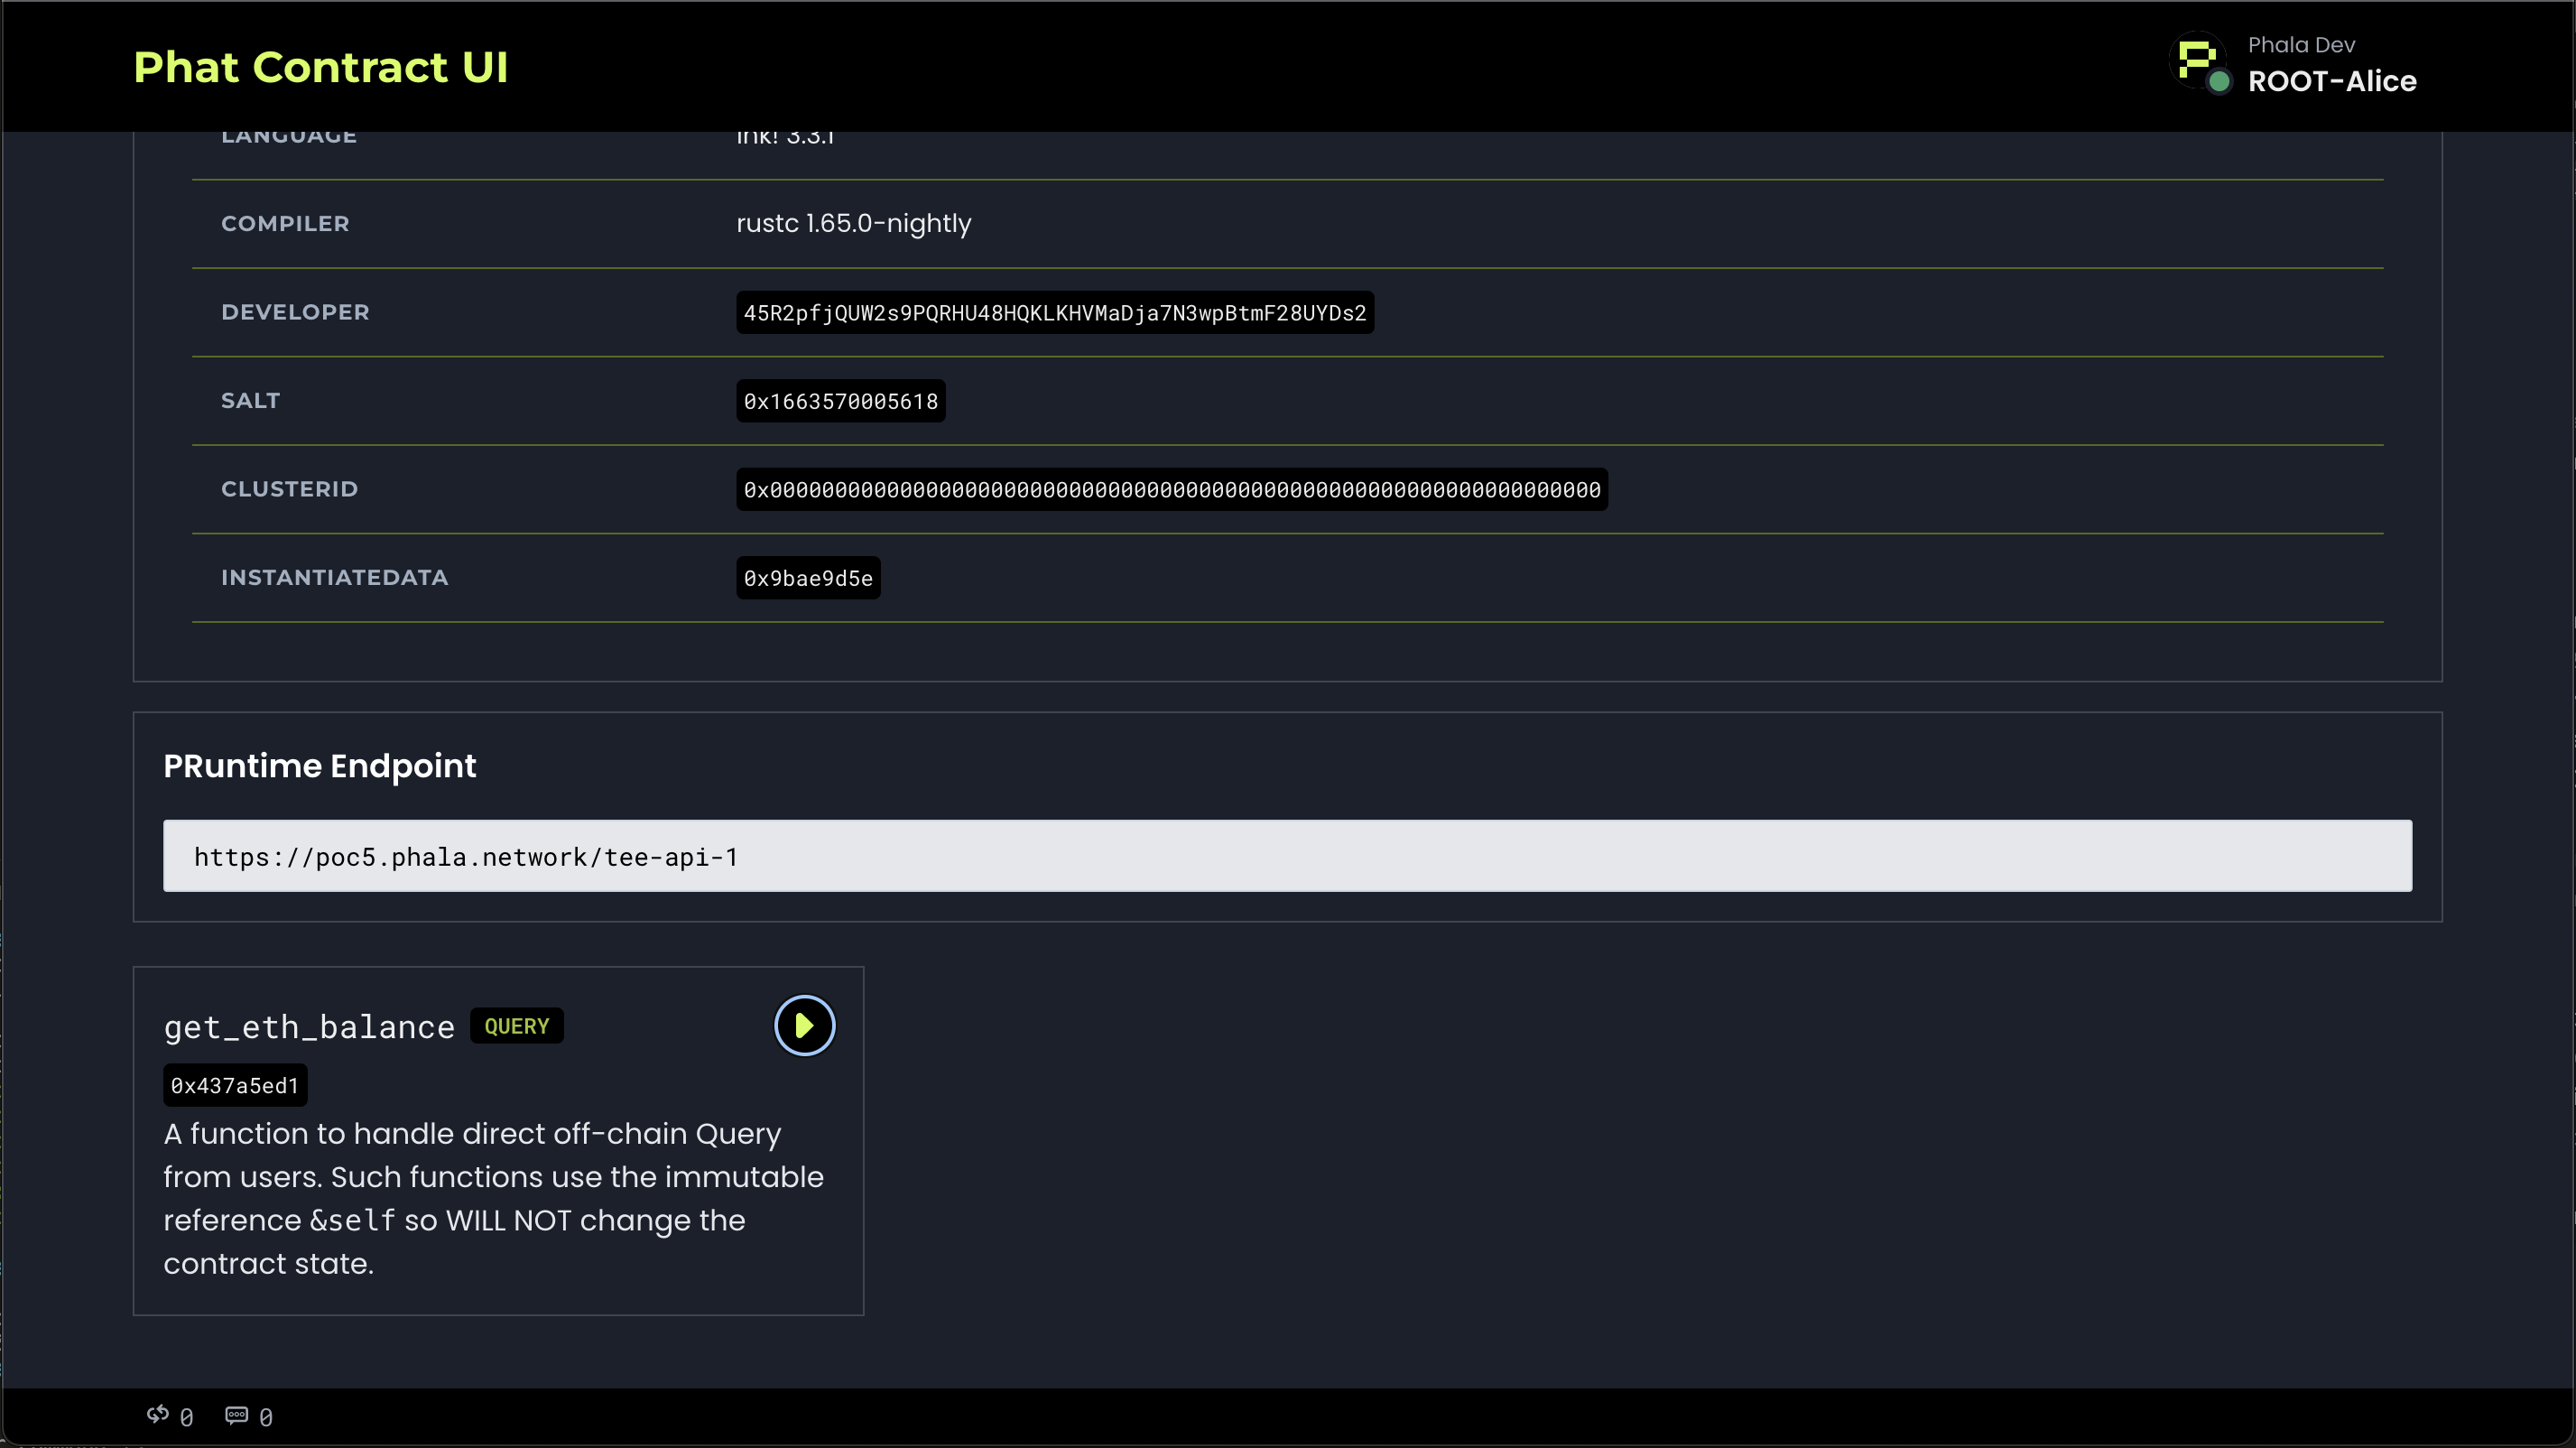 Phat Contract UI
Phala Dev
ROOT-Alice
LANGUAGE
ink! 3.3.1
COMPILER
rustc 1.65.0-nightly
DEVELOPER
45R2pfjQUW2s9PQRHU48HQKLKHVMaDja7N3wpBtmF28UYDs2
SALT
0x1663570005618
CLUSTERID
0x0000000000000000000000000000000000000000000000000000000000000000
INSTANTIATEDATA
0x9bae9d5e
PRuntime Endpoint
https://poc5.phala.network/tee-api-1
get_eth_balance QUERY
0x437a5ed1
A function to handle direct off-chain Query
from users. Such functions use the immutable
reference &self so WILL NOT change the
contract state.
0 0